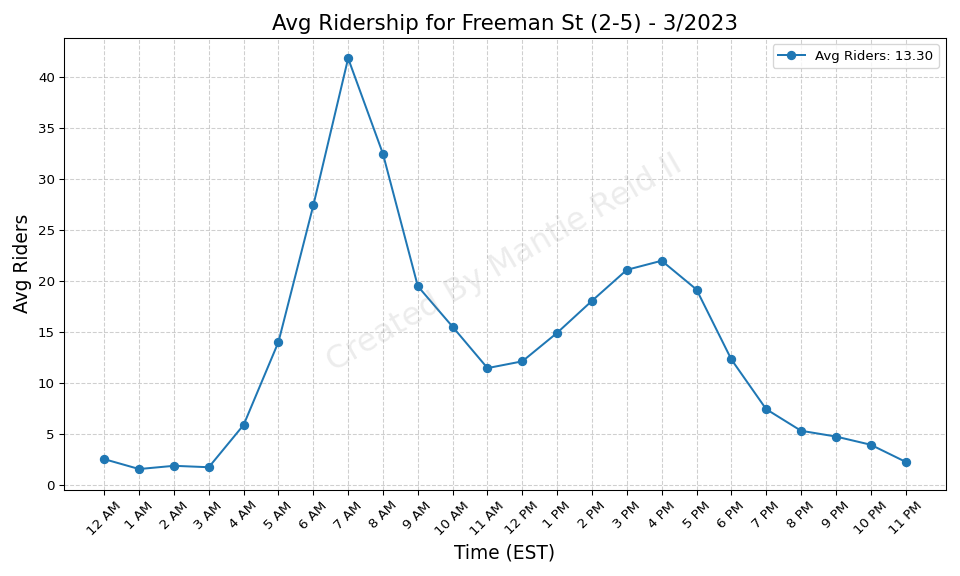 Avg Ridership for Freeman St (2-5) - 3/2023
Avg Riders: 13.30
Avg Riders
40
35
30
25
20
15
10
5
0
Created By Mantle Reid II
12 AM
1 AM
2 AM
3 AM
4 AM
5 AM
6 AM
7 AM
8 AM
9 AM
10 AM
11 AM
12 PM
1 PM
2 PM
3 PM
4 PM
5 PM
6 PM
7 PM
8 PM
9 PM
10 PM
11 PM
Time (EST)